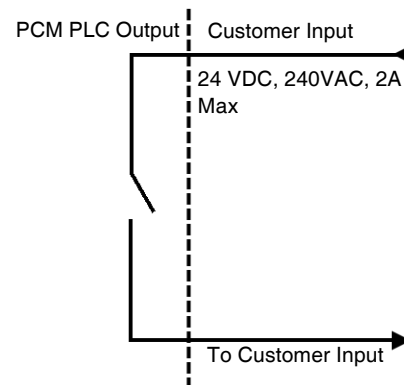 PCM PLC Output
Customer Input
24 VDC, 240VAC, 2A
Max
To Customer Input